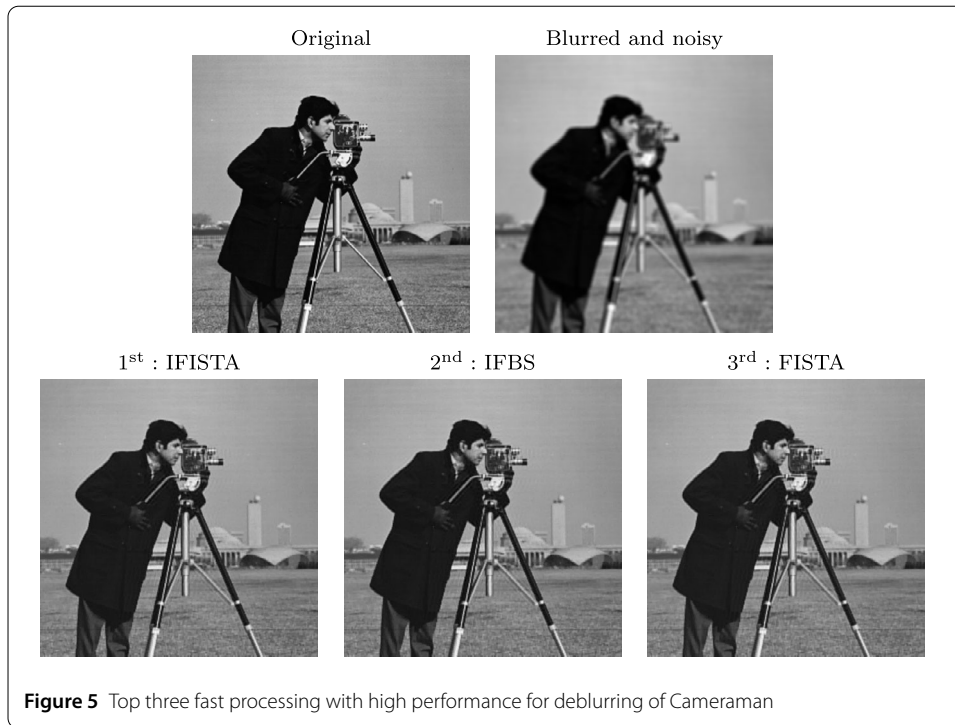 Original
Blurred and noisy
1st : IFISTA
2nd : IFBS
3rd : FISTA
Figure 5 Top three fast processing with high performance for deblurring of Cameraman